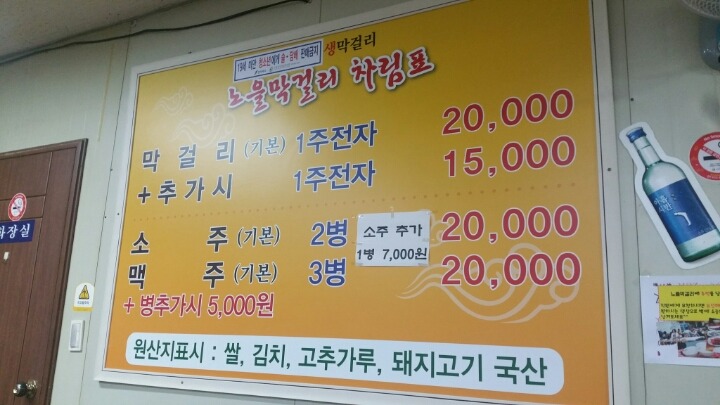 19세 미만 청소년에게 술·담배 판매금지
생막걸리
노을막걸리 차림표
막 걸 리 (기본) 1주전자 20,000
+ 추 가 시 1주전자 15,000
소 주 (기본) 2병 20,000
소주 추가
1병 7,000원
맥 주 (기본) 3병 20,000
+ 병추가시 5,000원
원산지표시 : 쌀, 김치, 고추가루, 돼지고기 국산
화장실